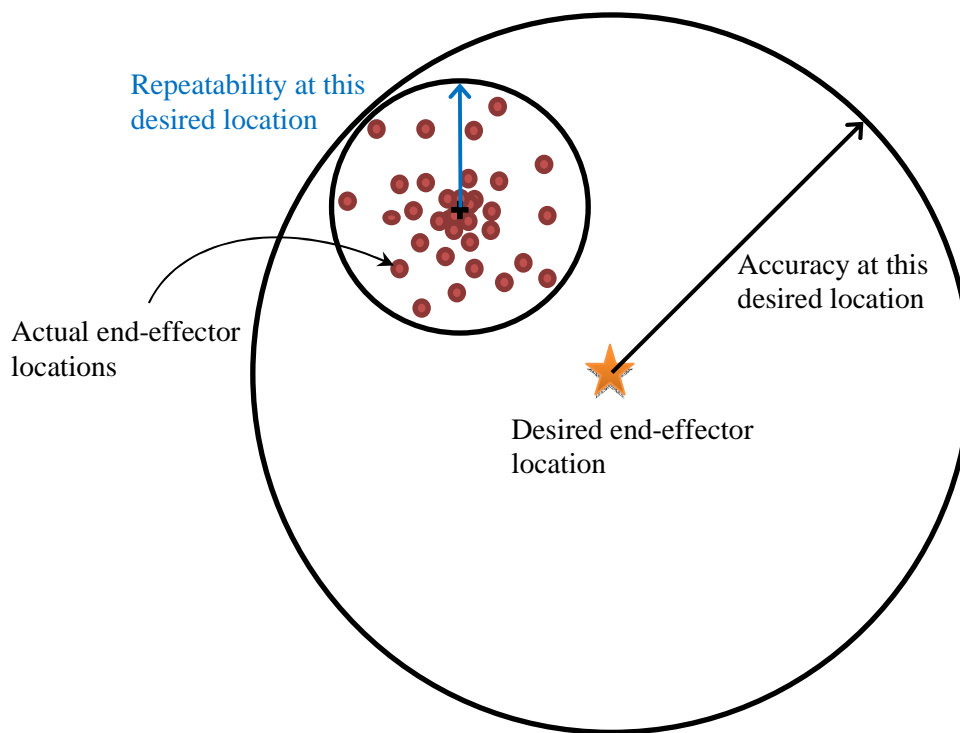 Repeatability at this
desired location
Accuracy at this
desired location
Actual end-effector
locations
Desired end-effector
location